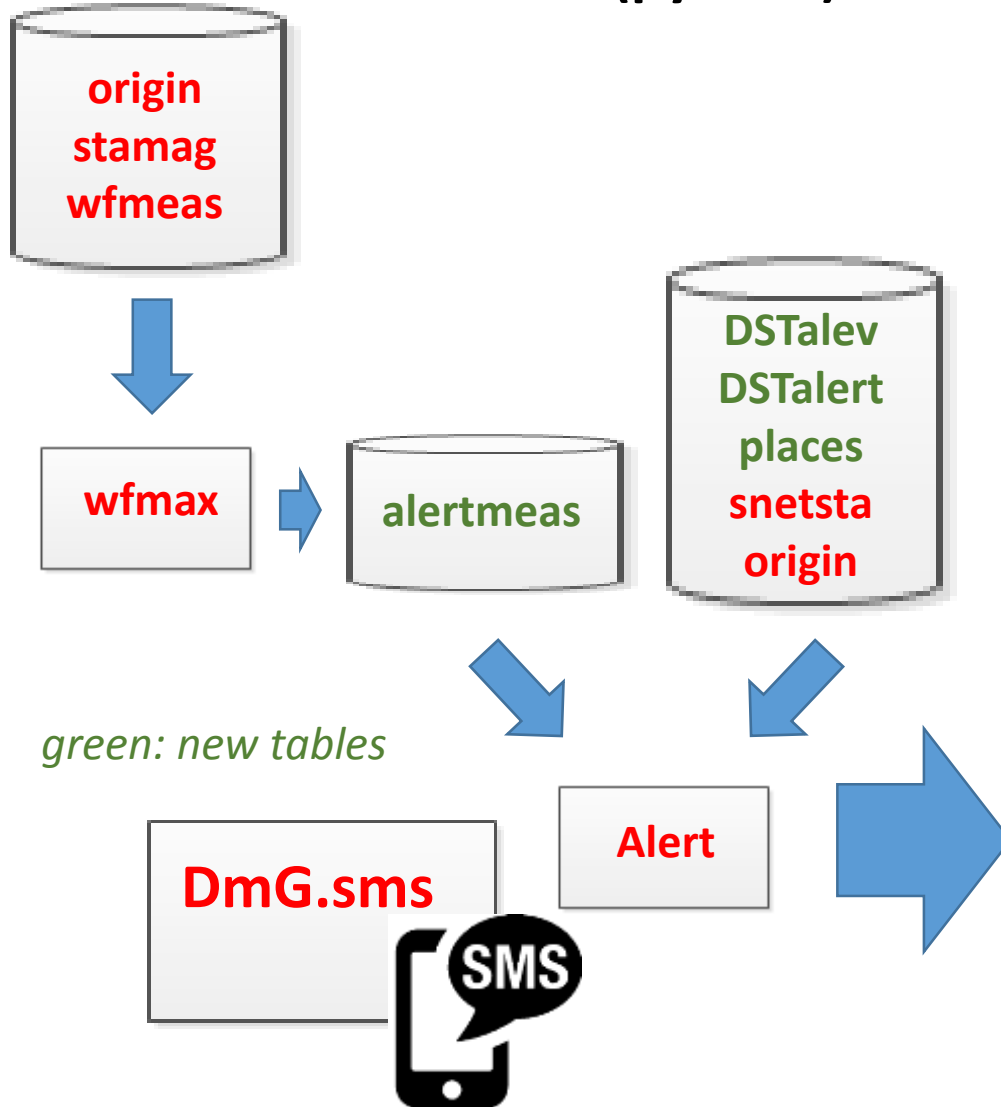 origin
stamag
wfmeas
DSTalev
DSTalert
places
snetsta
origin
wfmax
alertmeas
green: new tables
Alert
DmG.sms
SMS